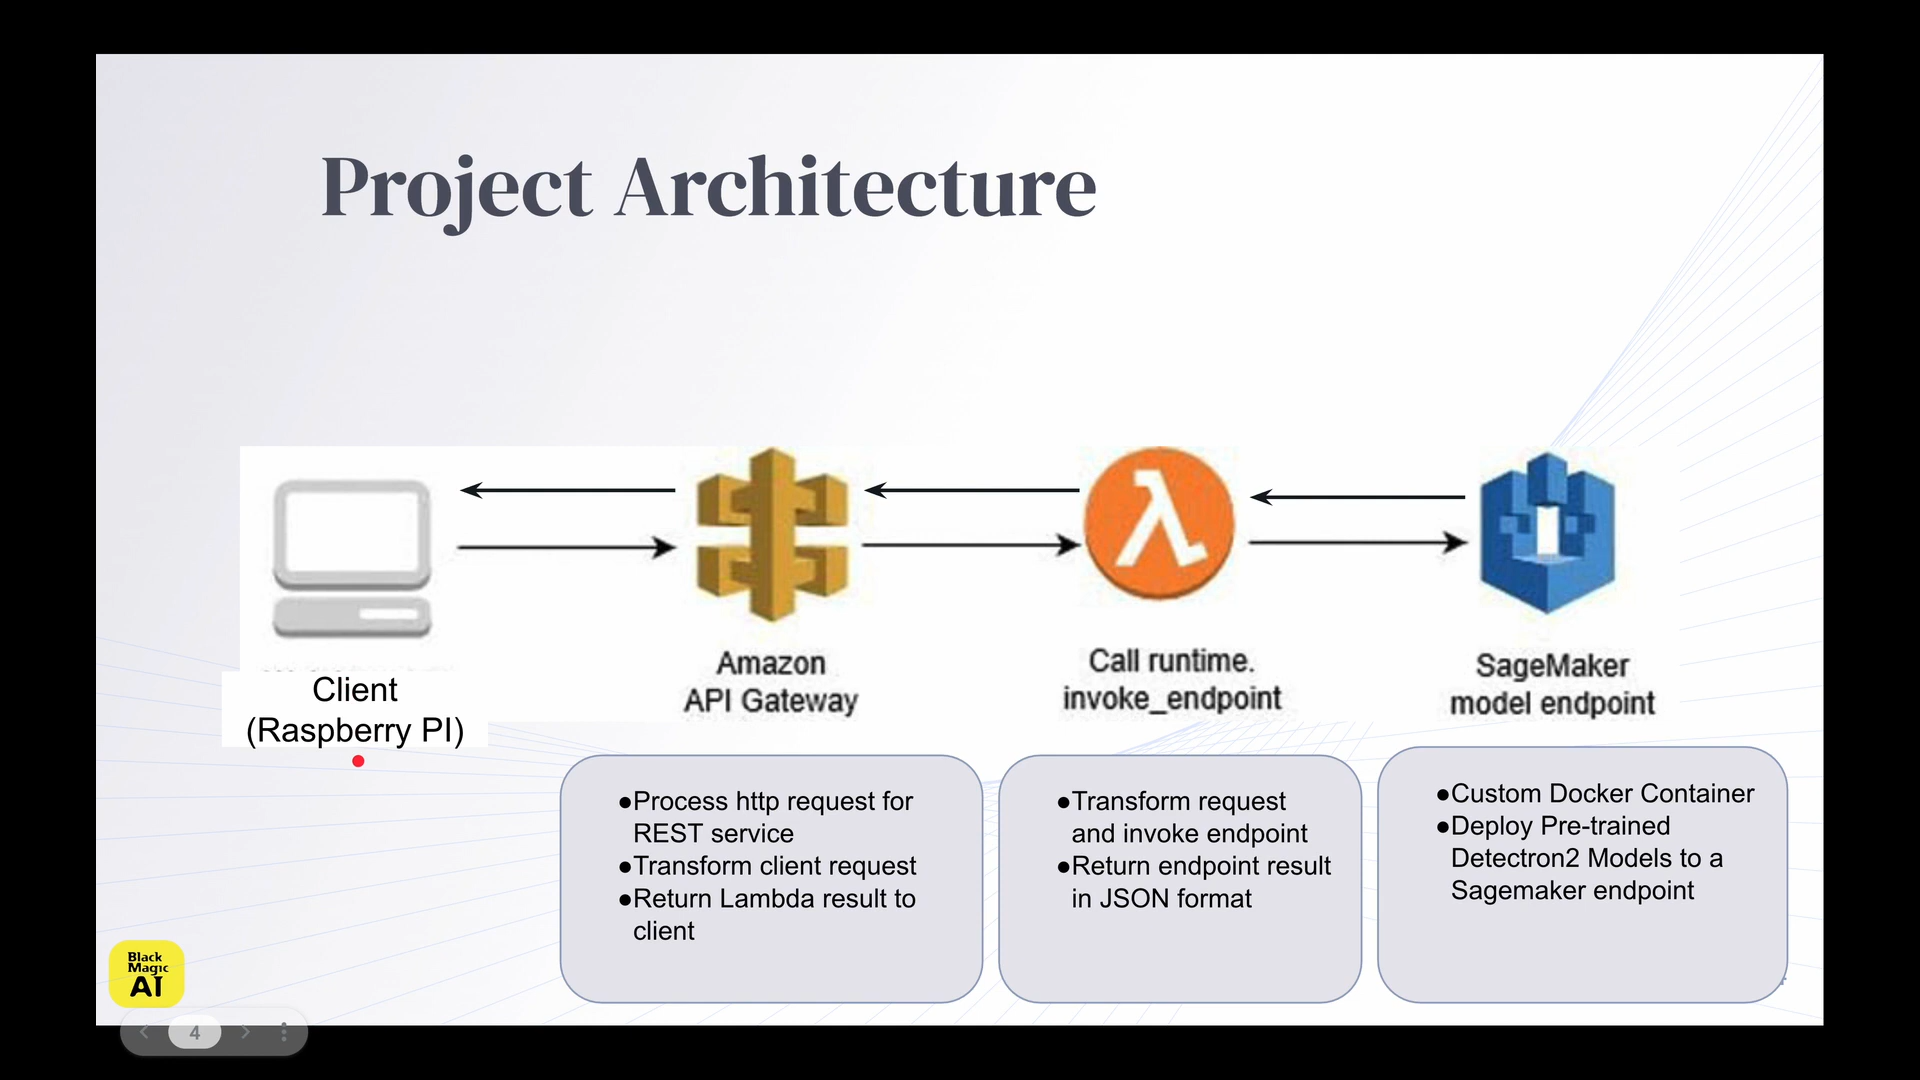 Project Architecture
Client
(Raspberry PI)
Amazon
API Gateway
Call runtime.
invoke_endpoint
SageMaker
model endpoint
●Process http request for
REST service
●Transform client request
●Return Lambda result to
client
●Transform request
and invoke endpoint
●Return endpoint result
in JSON format
●Custom Docker Container
●Deploy Pre-trained
Detectron2 Models to a
Sagemaker endpoint
Black
Magic
AI
4